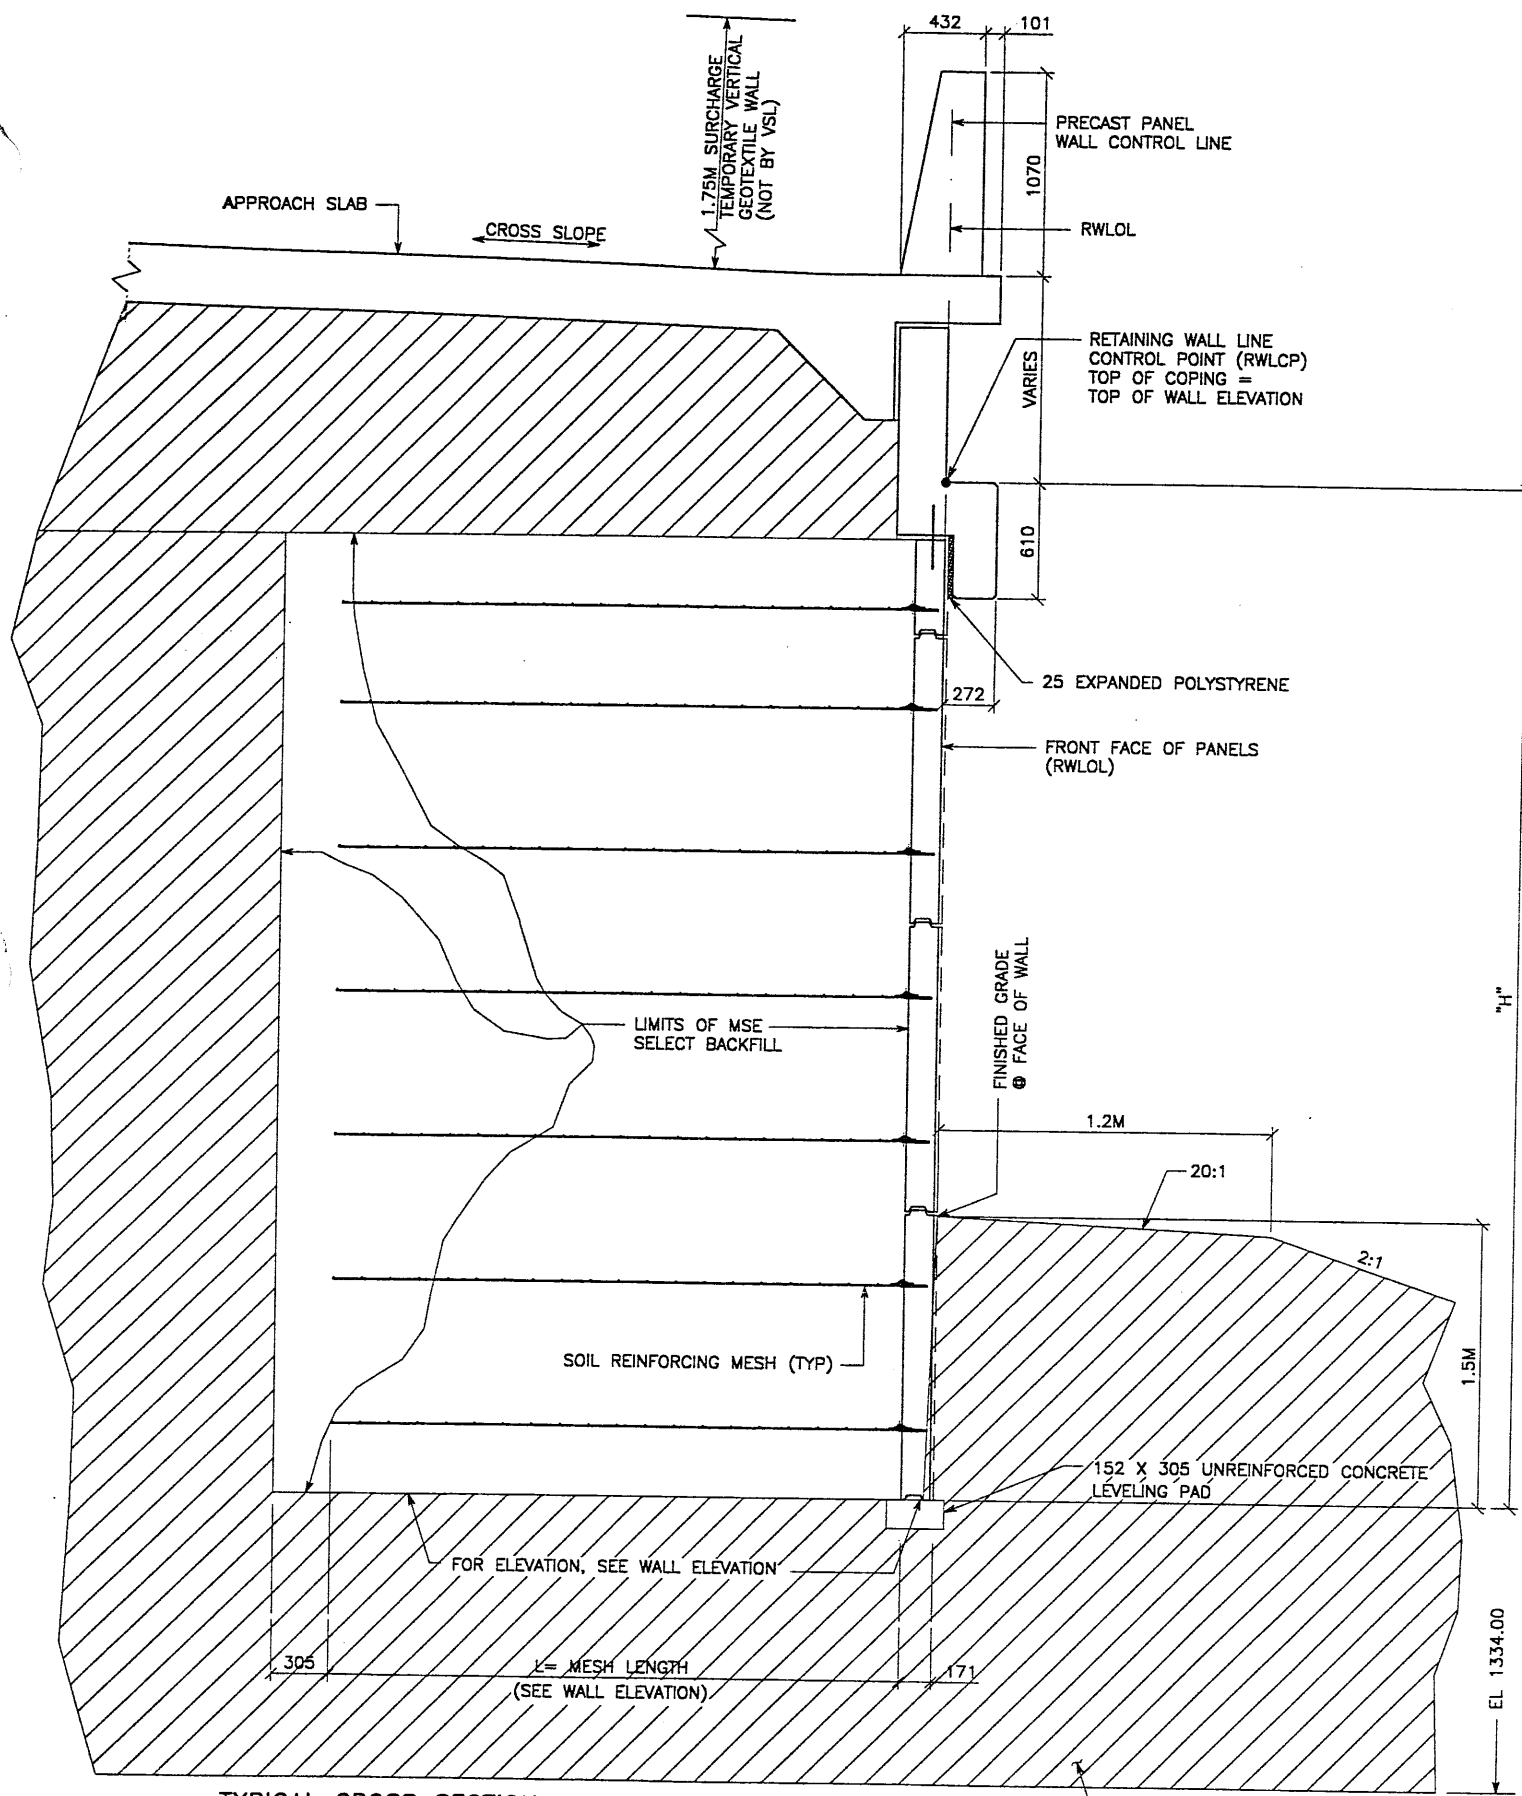 432
101
1.75M SURCHARGE
TEMPORARY VERTICAL
GEOTEXTILE WALL
(NOT BY VSL)
PRECAST PANEL
WALL CONTROL LINE
1070
APPROACH SLAB
CROSS SLOPE
RWLOL
RETAINING WALL LINE
CONTROL POINT (RWLCP)
TOP OF COPING =
TOP OF WALL ELEVATION
VARIES
610
25 EXPANDED POLYSTYRENE
272
FRONT FACE OF PANELS
(RWLOL)
"H"
FINISHED GRADE
@ FACE OF WALL
LIMITS OF MSE
SELECT BACKFILL
1.2M
20:1
2:1
1.5M
SOIL REINFORCING MESH (TYP)
152 X 305 UNREINFORCED CONCRETE
LEVELING PAD
FOR ELEVATION, SEE WALL ELEVATION
305
L= MESH LENGTH
(SEE WALL ELEVATION)
171
EL 1334.00
TYPICAL CROSS SECTION